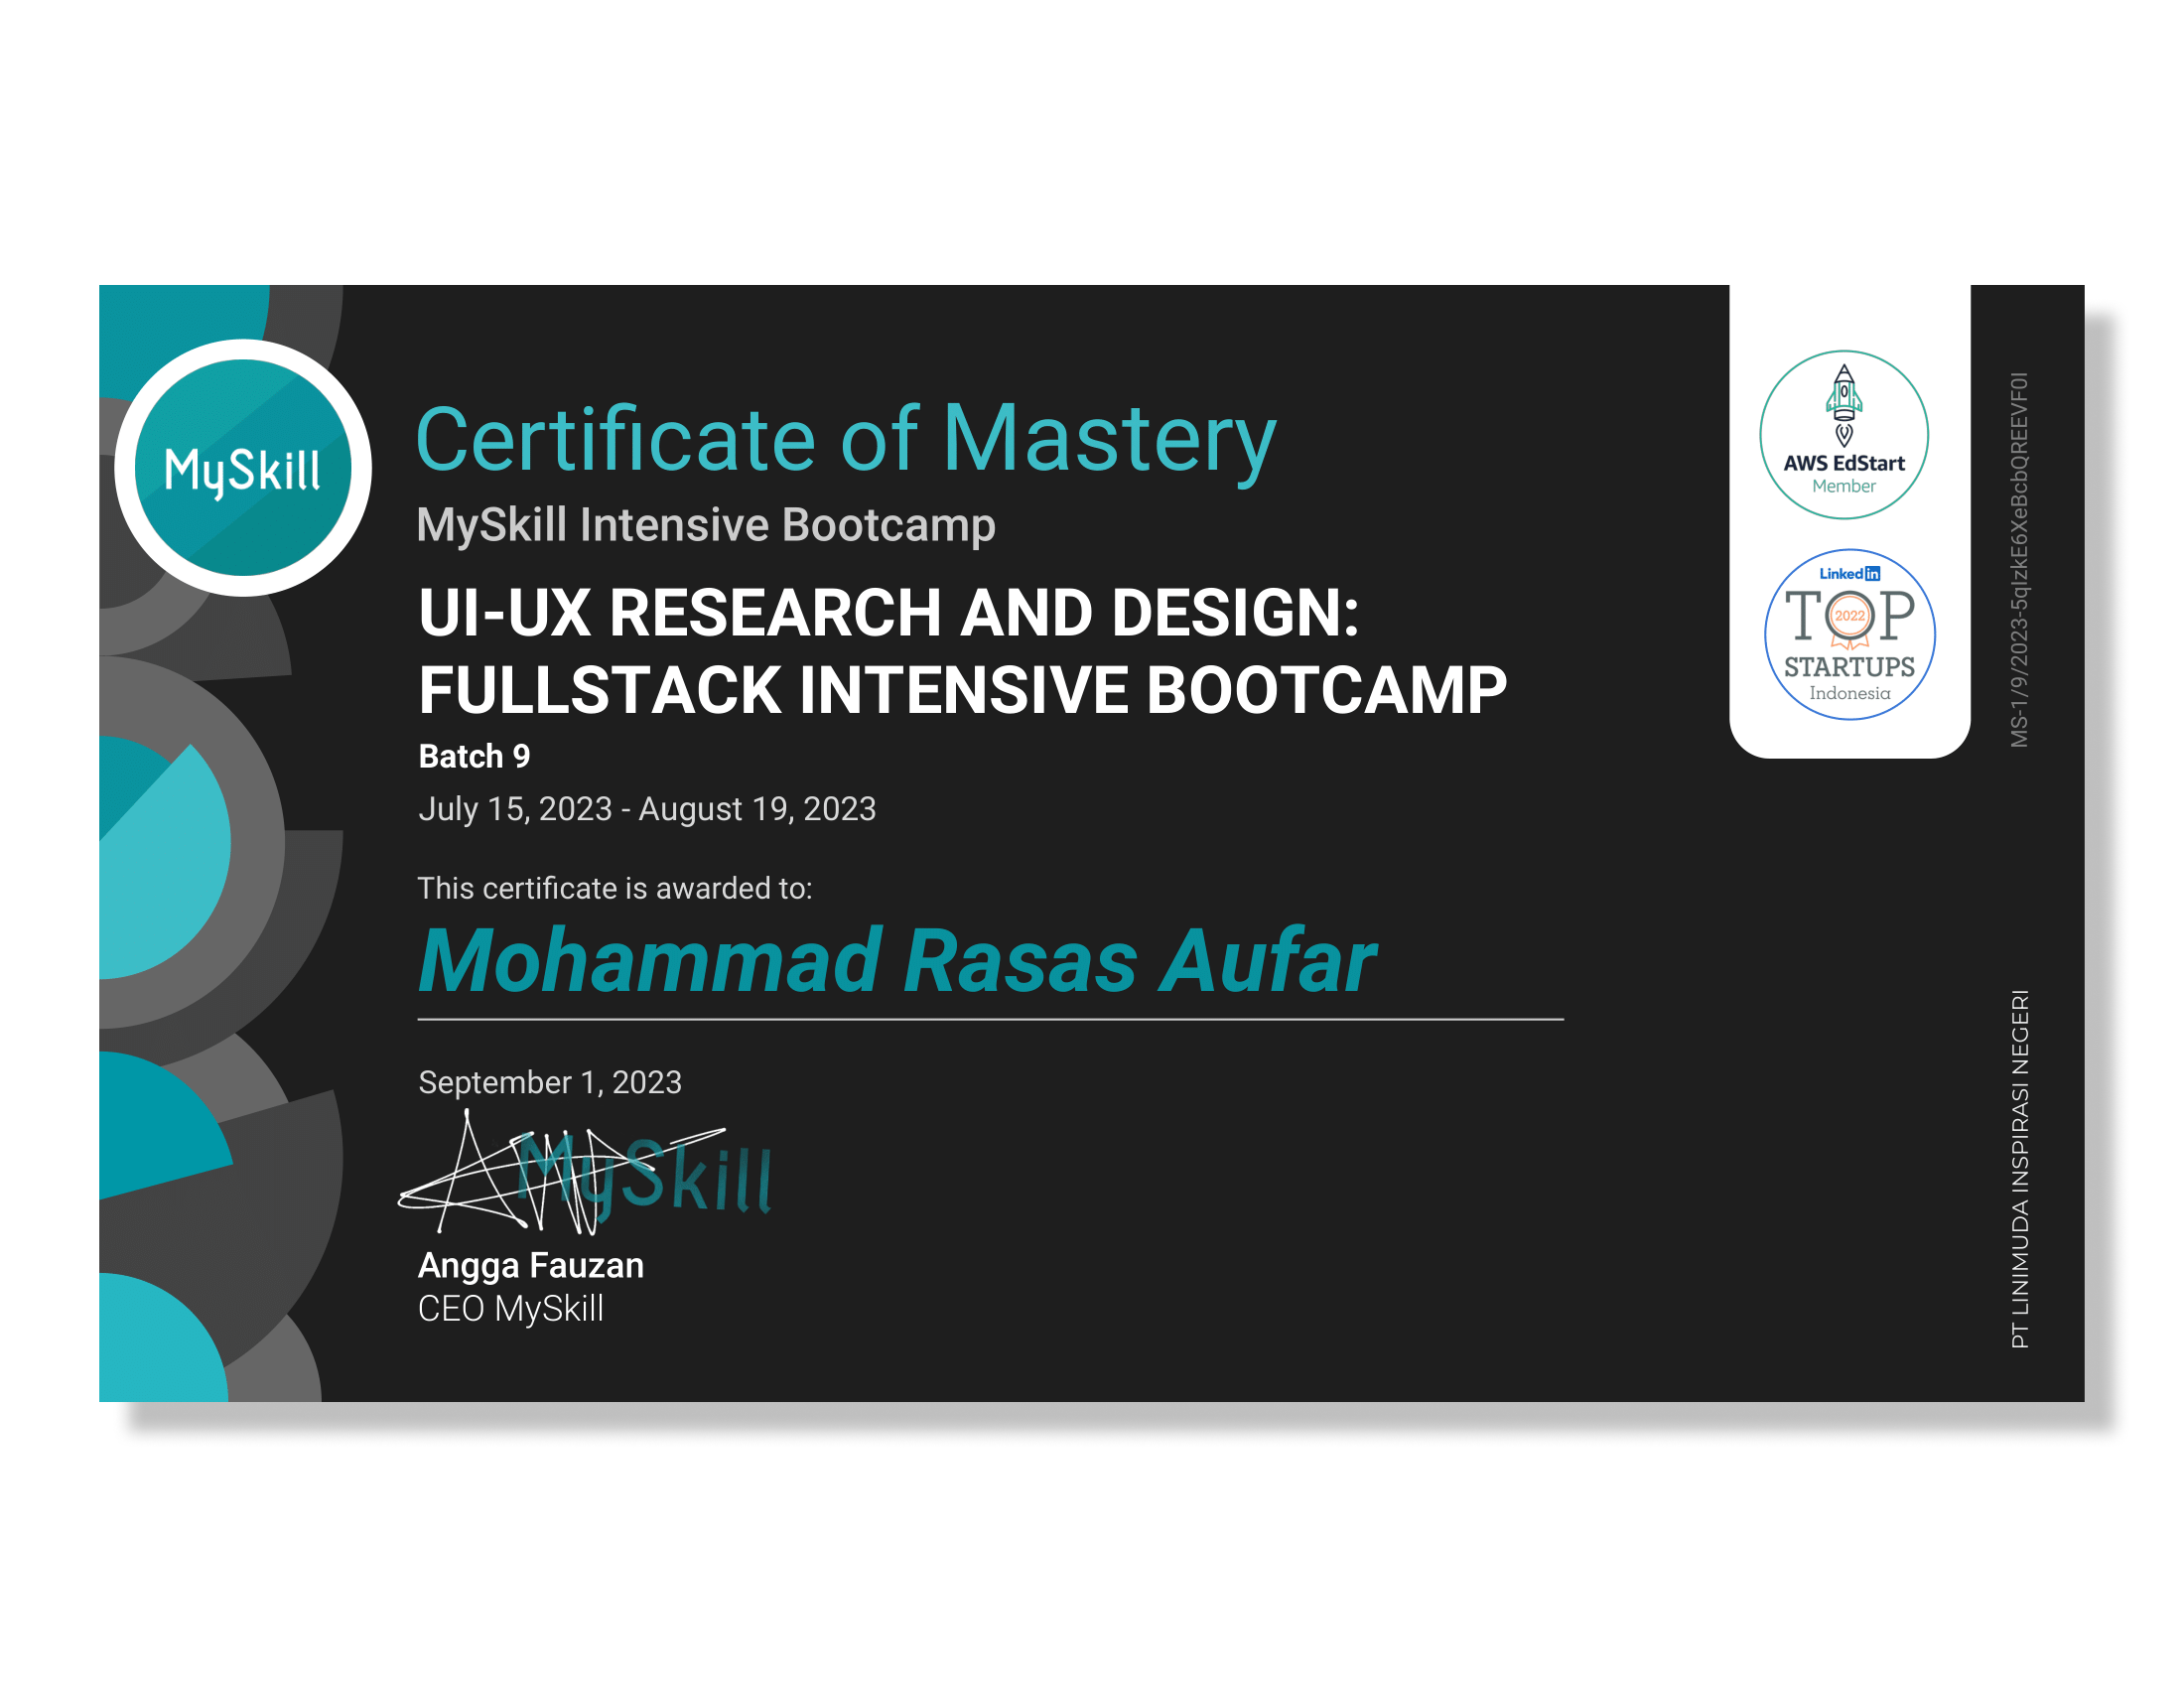 MySkill
Certificate of Mastery
MySkill Intensive Bootcamp
UI-UX RESEARCH AND DESIGN:
FULLSTACK INTENSIVE BOOTCAMP
Batch 9
July 15, 2023 - August 19, 2023
This certificate is awarded to:
Mohammad Rasas Aufar
September 1, 2023
MySkill
Angga Fauzan
CEO MySkill
AWS EdStart
Member
Linked in
TOP
2022
STARTUPS
Indonesia
MS-1/9/2023-5qIzkE6XeBcbQREEVF0I
PT LINIMUDA INSPIRASI NEGERI